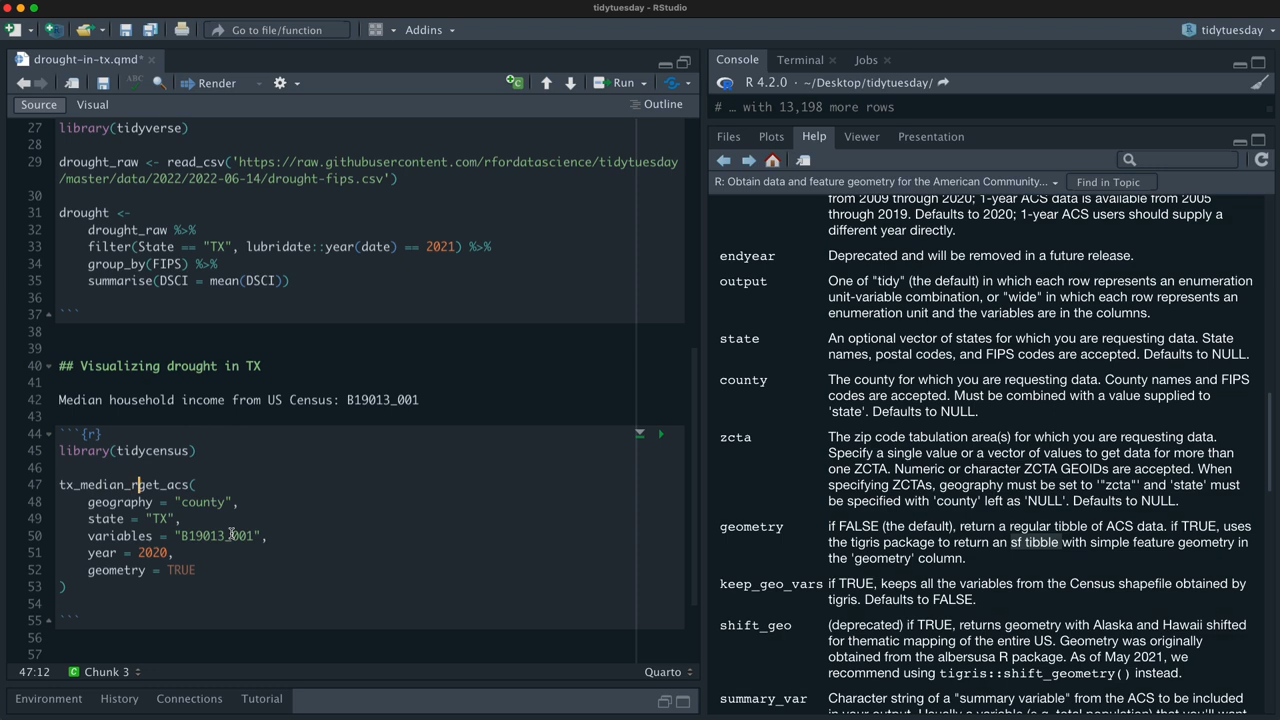 tidytuesday - RStudio
Go to file/function
Addins
tidytuesday
drought-in-tx.qmd*
Render
Run
Source
Visual
Outline
27 library(tidyverse)
28
29 drought_raw <- read_csv('https://raw.githubusercontent.com/rfordatascience/tidytuesday
/master/data/2022/2022-06-14/drought-fips.csv')
30
31 drought <-
32 drought_raw %>%
33 filter(State == "TX", lubridate::year(date) == 2021) %>%
34 group_by(FIPS) %>%
35 summarise(DSCI = mean(DSCI))
36
37 ```
38
39
40 ## Visualizing drought in TX
41
42 Median household income from US Census: B19013_001
43
44 ```{r}
45 library(tidycensus)
46
47 tx_median_rget_acs(
48 geography = "county",
49 state = "TX",
50 variables = "B19013_001",
51 year = 2020,
52 geometry = TRUE
53 )
54
55 ```
56
57
47:12
Chunk 3
Quarto
Environment
History
Connections
Tutorial
Console
Terminal
Jobs
R 4.2.0 · ~/Desktop/tidytuesday/
# … with 13,198 more rows
Files
Plots
Help
Viewer
Presentation
R: Obtain data and feature geometry for the American Community...
Find in Topic
from 2009 through 2020; 1-year ACS data is available from 2005
through 2019. Defaults to 2020; 1-year ACS users should supply a
different year directly.
endyear Deprecated and will be removed in a future release.
output One of "tidy" (the default) in which each row represents an enumeration
unit-variable combination, or "wide" in which each row represents an
enumeration unit and the variables are in the columns.
state An optional vector of states for which you are requesting data. State
names, postal codes, and FIPS codes are accepted. Defaults to NULL.
county The county for which you are requesting data. County names and FIPS
codes are accepted. Must be combined with a value supplied to
'state'. Defaults to NULL.
zcta The zip code tabulation area(s) for which you are requesting data.
Specify a single value or a vector of values to get data for more than
one ZCTA. Numeric or character ZCTA GEOIDs are accepted. When
specifying ZCTAs, geography must be set to '"zcta"' and 'state' must
be specified with 'county' left as 'NULL'. Defaults to NULL.
geometry if FALSE (the default), return a regular tibble of ACS data. if TRUE, uses
the tigris package to return an sf tibble with simple feature geometry in
the 'geometry' column.
keep_geo_vars if TRUE, keeps all the variables from the Census shapefile obtained by
tigris. Defaults to FALSE.
shift_geo (deprecated) if TRUE, returns geometry with Alaska and Hawaii shifted
for thematic mapping of the entire US. Geometry was originally
obtained from the albersusa R package. As of May 2021, we
recommend using tigris::shift_geometry() instead.
summary_var Character string of a "summary variable" from the ACS to be included